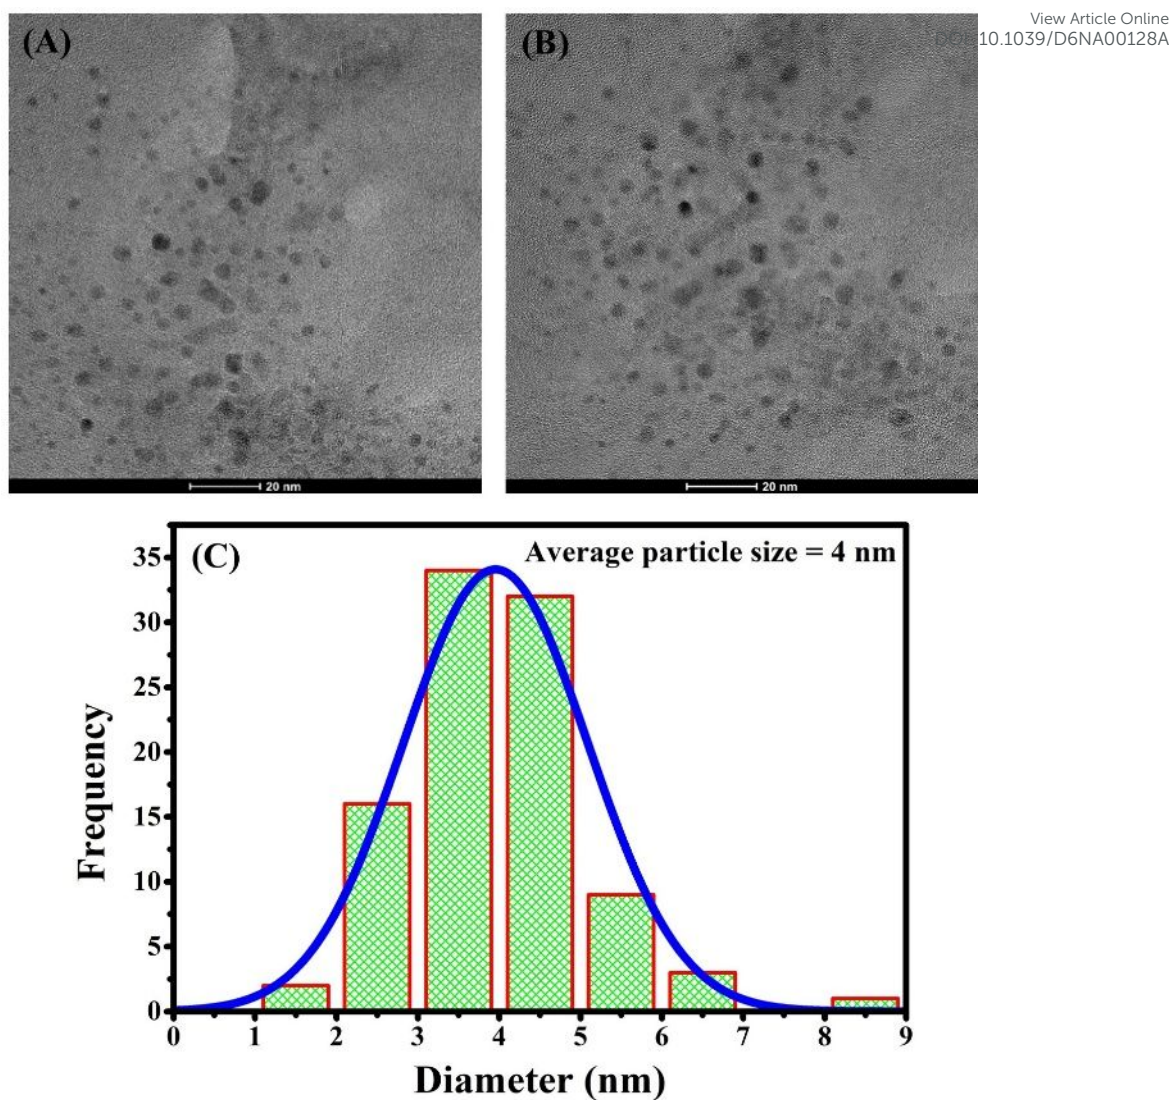 View Article Online
DOI: 10.1039/D6NA00128A
(A)
(B)
20 nm
20 nm
(C)
Average particle size = 4 nm
35
30
25
20
15
10
5
0
Frequency
0 1 2 3 4 5 6 7 8 9
Diameter (nm)